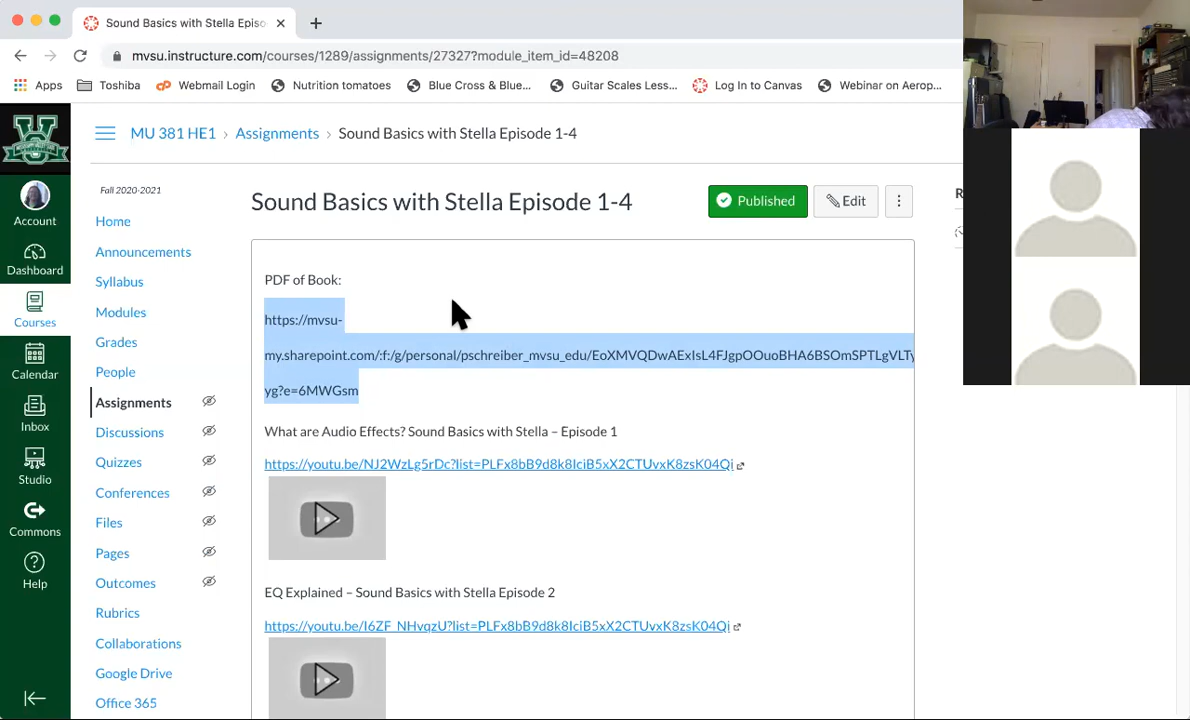 Sound Basics with Stella Episo
mvsu.instructure.com/courses/1289/assignments/27327?module_item_id=48208
Apps Toshiba Webmail Login Nutrition tomatoes Blue Cross & Blue... Guitar Scales Less... Log In to Canvas Webinar on Aerop...
MU 381 HE1 › Assignments › Sound Basics with Stella Episode 1-4
Account
Dashboard
Courses
Calendar
Inbox
Studio
Commons
Help
Fall 2020-2021
Home
Announcements
Syllabus
Modules
Grades
People
Assignments
Discussions
Quizzes
Conferences
Files
Pages
Outcomes
Rubrics
Collaborations
Google Drive
Office 365
Sound Basics with Stella Episode 1-4
Published Edit
R
PDF of Book:
https://mvsu-
my.sharepoint.com/:f:/g/personal/pschreiber_mvsu_edu/EoXMVQDwAExIsL4FJgpOOuoBHA6BSOmSPTLgVLTy
yg?e=6MWGsm
What are Audio Effects? Sound Basics with Stella – Episode 1
https://youtu.be/NJ2WzLg5rDc?list=PLFx8bB9d8k8IciB5xX2CTUvxK8zsK04Qi
EQ Explained – Sound Basics with Stella Episode 2
https://youtu.be/I6ZF_NHvqzU?list=PLFx8bB9d8k8IciB5xX2CTUvxK8zsK04Qi